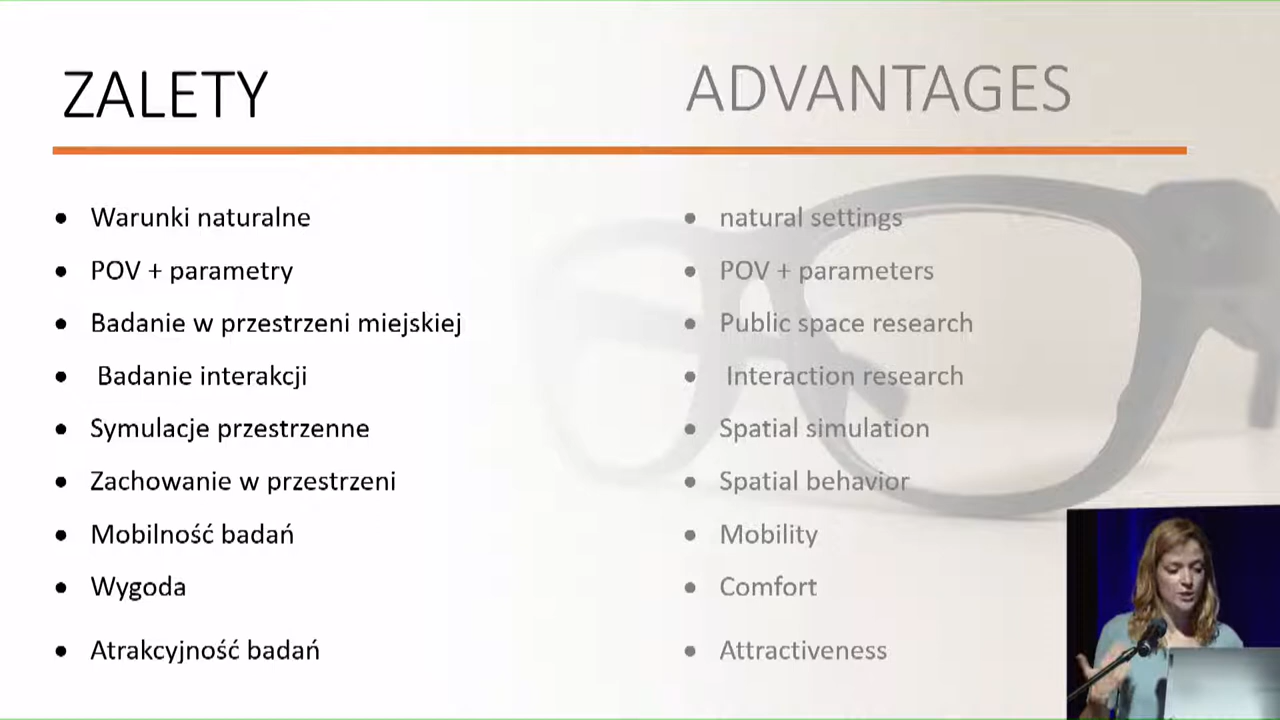 ZALETY
Warunki naturalne
POV + parametry
Badanie w przestrzeni miejskiej
Badanie interakcji
Symulacje przestrzenne
Zachowanie w przestrzeni
Mobilność badań
Wygoda
Atrakcyjność badań
ADVANTAGES
natural settings
POV + parameters
Public space research
Interaction research
Spatial simulation
Spatial behavior
Mobility
Comfort
Attractiveness